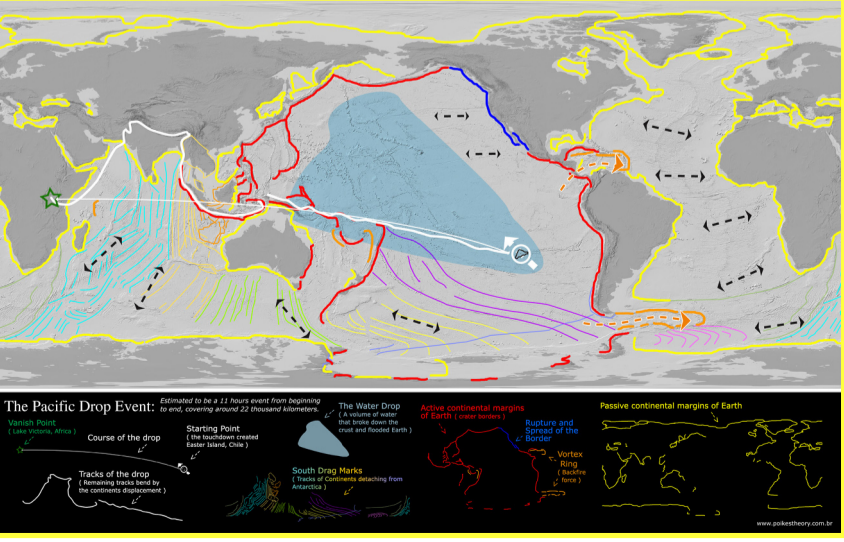 The Pacific Drop Event:
Estimated to be a 11 hours event from beginning
to end, covering around 22 thousand kilometers.
Vanish Point
( Lake Victoria, Africa )
Course of the drop
Starting Point
( the touchdown created
Easter Island, Chile )
Tracks of the drop
( Remaining tracks bend by
the continents displacement )
The Water Drop
( A volume of water
that broke down the
crust and flooded Earth )
South Drag Marks
( Tracks of Continents detaching from
Antarctica )
Active continental margins
of Earth ( crater borders )
Rupture and
Spread of the
Border
Vortex
Ring
( Backfire
force )
Passive continental margins of Earth
www.poikestheory.com.br